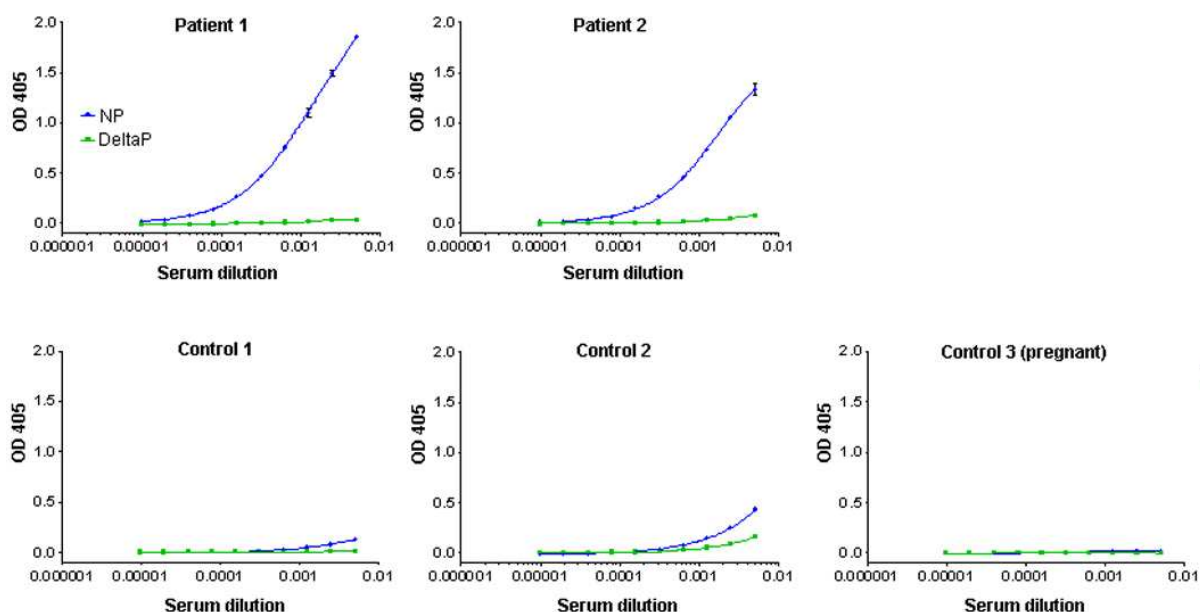 Patient 1
2.0
1.5
1.0
0.5
0.0
OD 405
NP
DeltaP
0.000001 0.00001 0.0001 0.001 0.01
Serum dilution
Patient 2
2.0
1.5
1.0
0.5
0.0
OD 405
0.000001 0.00001 0.0001 0.001 0.01
Serum dilution
Control 1
2.0
1.5
1.0
0.5
0.0
OD 405
0.000001 0.00001 0.0001 0.001 0.01
Serum dilution
Control 2
2.0
1.5
1.0
0.5
0.0
OD 405
0.000001 0.00001 0.0001 0.001 0.01
Serum dilution
Control 3 (pregnant)
2.0
1.5
1.0
0.5
0.0
OD 405
0.000001 0.00001 0.0001 0.001 0.01
Serum dilution